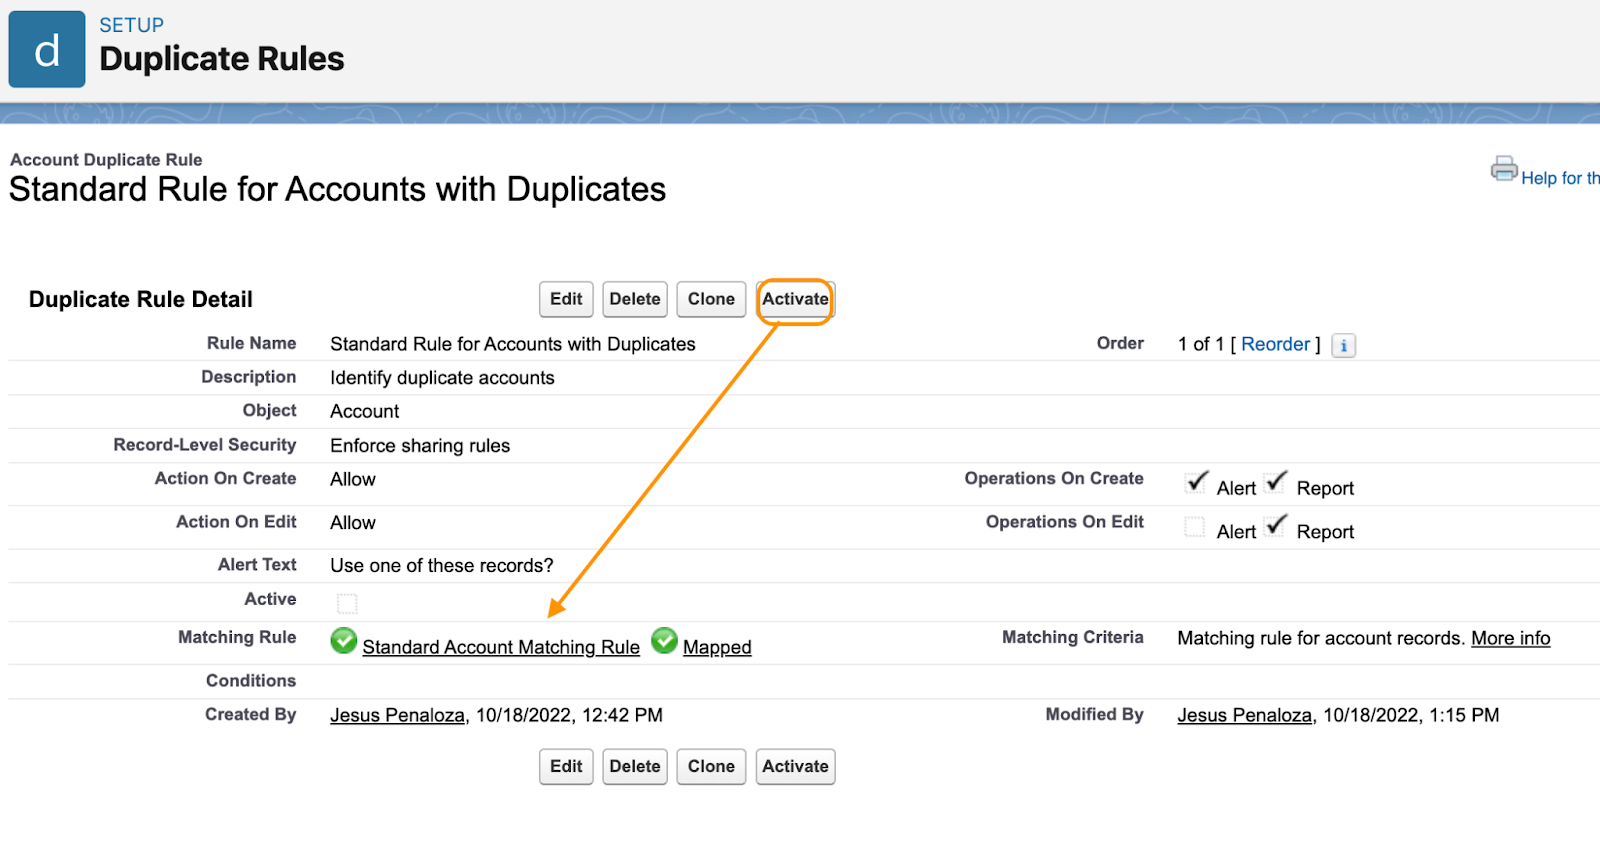 d
SETUP
Duplicate Rules
Account Duplicate Rule
Standard Rule for Accounts with Duplicates
Help for th
Duplicate Rule Detail
Edit Delete Clone Activate
Rule Name Standard Rule for Accounts with Duplicates Order 1 of 1 [ Reorder ] i
Description Identify duplicate accounts
Object Account
Record-Level Security Enforce sharing rules
Action On Create Allow Operations On Create Alert Report
Action On Edit Allow Operations On Edit Alert Report
Alert Text Use one of these records?
Active
Matching Rule Standard Account Matching Rule Mapped Matching Criteria Matching rule for account records. More info
Conditions
Created By Jesus Penaloza, 10/18/2022, 12:42 PM Modified By Jesus Penaloza, 10/18/2022, 1:15 PM
Edit Delete Clone Activate